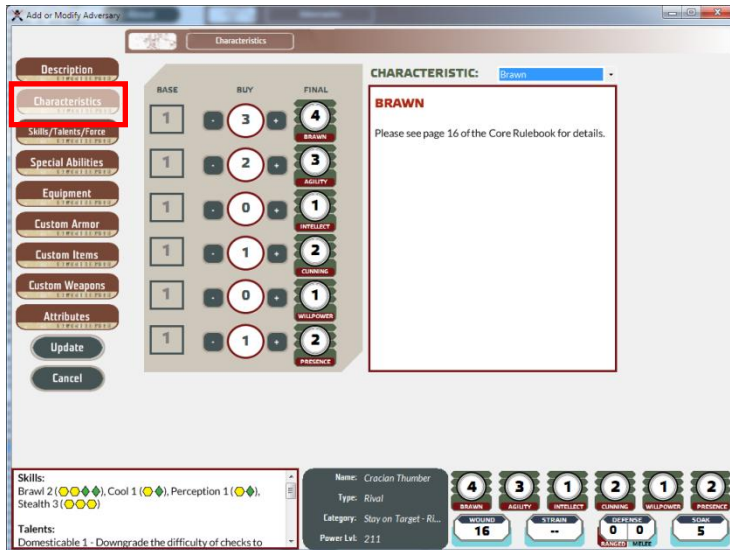 Add or Modify Adversary
Characteristics
Description
Characteristics
Skills/Talents/Force
Special Abilities
Equipment
Custom Armor
Custom Items
Custom Weapons
Attributes
Update
Cancel
BASE BUY FINAL
1 - 3 + 4
BRAWN
1 - 2 + 3
AGILITY
1 - 0 + 1
INTELLECT
1 - 1 + 2
CUNNING
1 - 0 + 1
WILLPOWER
1 - 1 + 2
PRESENCE
CHARACTERISTIC: Brawn
BRAWN
Please see page 16 of the Core Rulebook for details.
Skills:
Brawl 2 (), Cool 1 (), Perception 1 (),
Stealth 3 ()
Talents:
Domesticable 1 - Downgrade the difficulty of checks to
Name: Cracian Thumber
Type: Rival
Category: Stay on Target - Ri...
Power Lvl: 211
4 3 1 2 1 2
BRAWN AGILITY INTELLECT CUNNING WILLPOWER PRESENCE
WOUND STRAIN DEFENSE SOAK
16 -- 0 0 5
RANGED MELEE